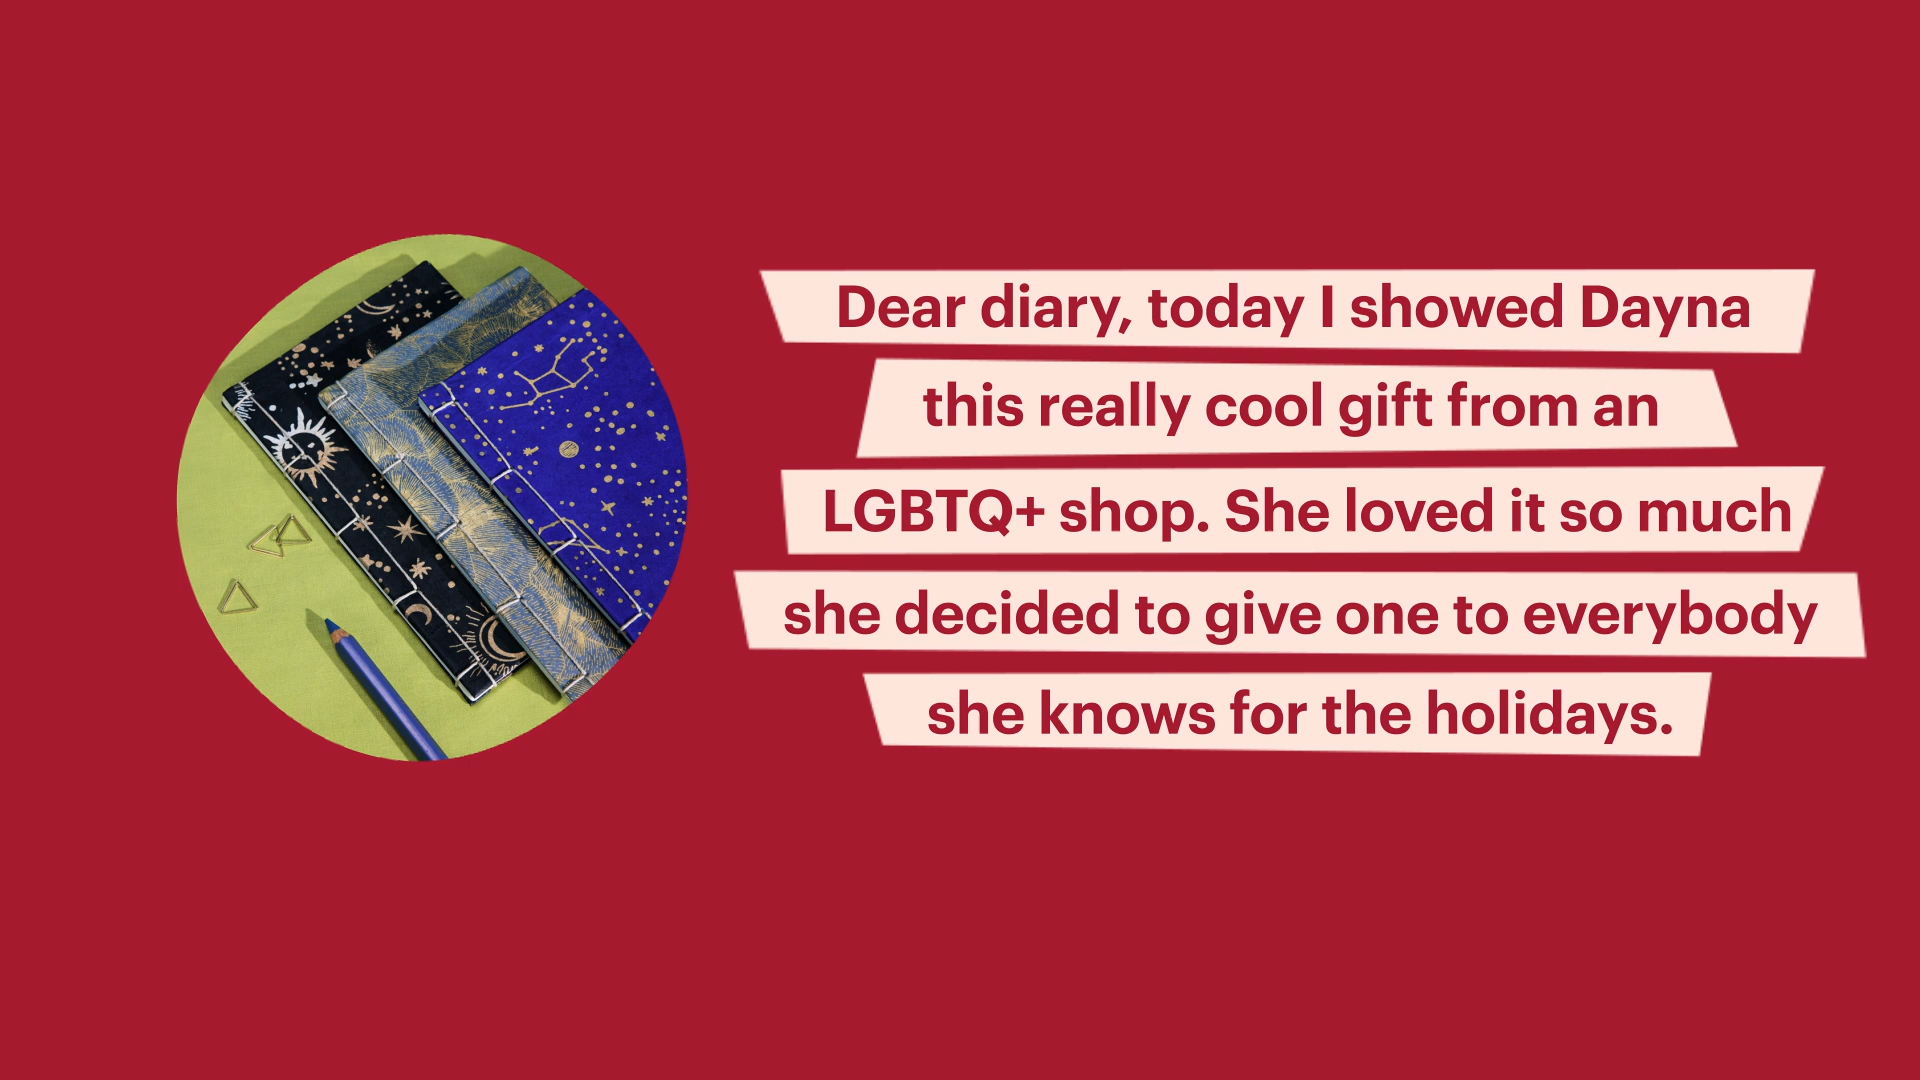 Dear diary, today I showed Dayna
this really cool gift from an
LGBTQ+ shop. She loved it so much
she decided to give one to everybody
she knows for the holidays.